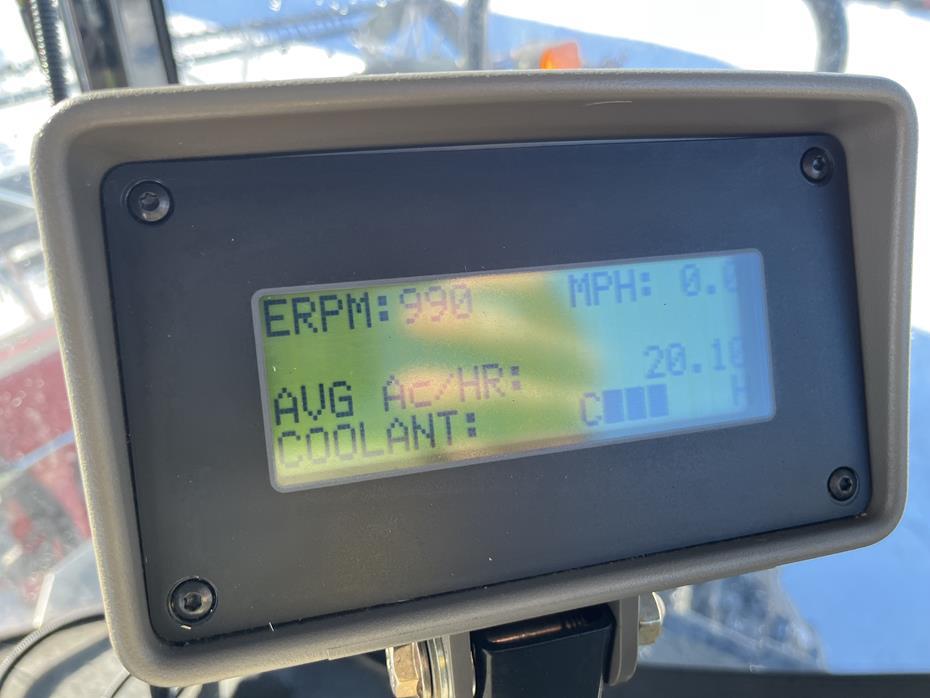 ERPM:990 MPH: 0.0
AVG Ac/HR: 20.10
COOLANT: C H